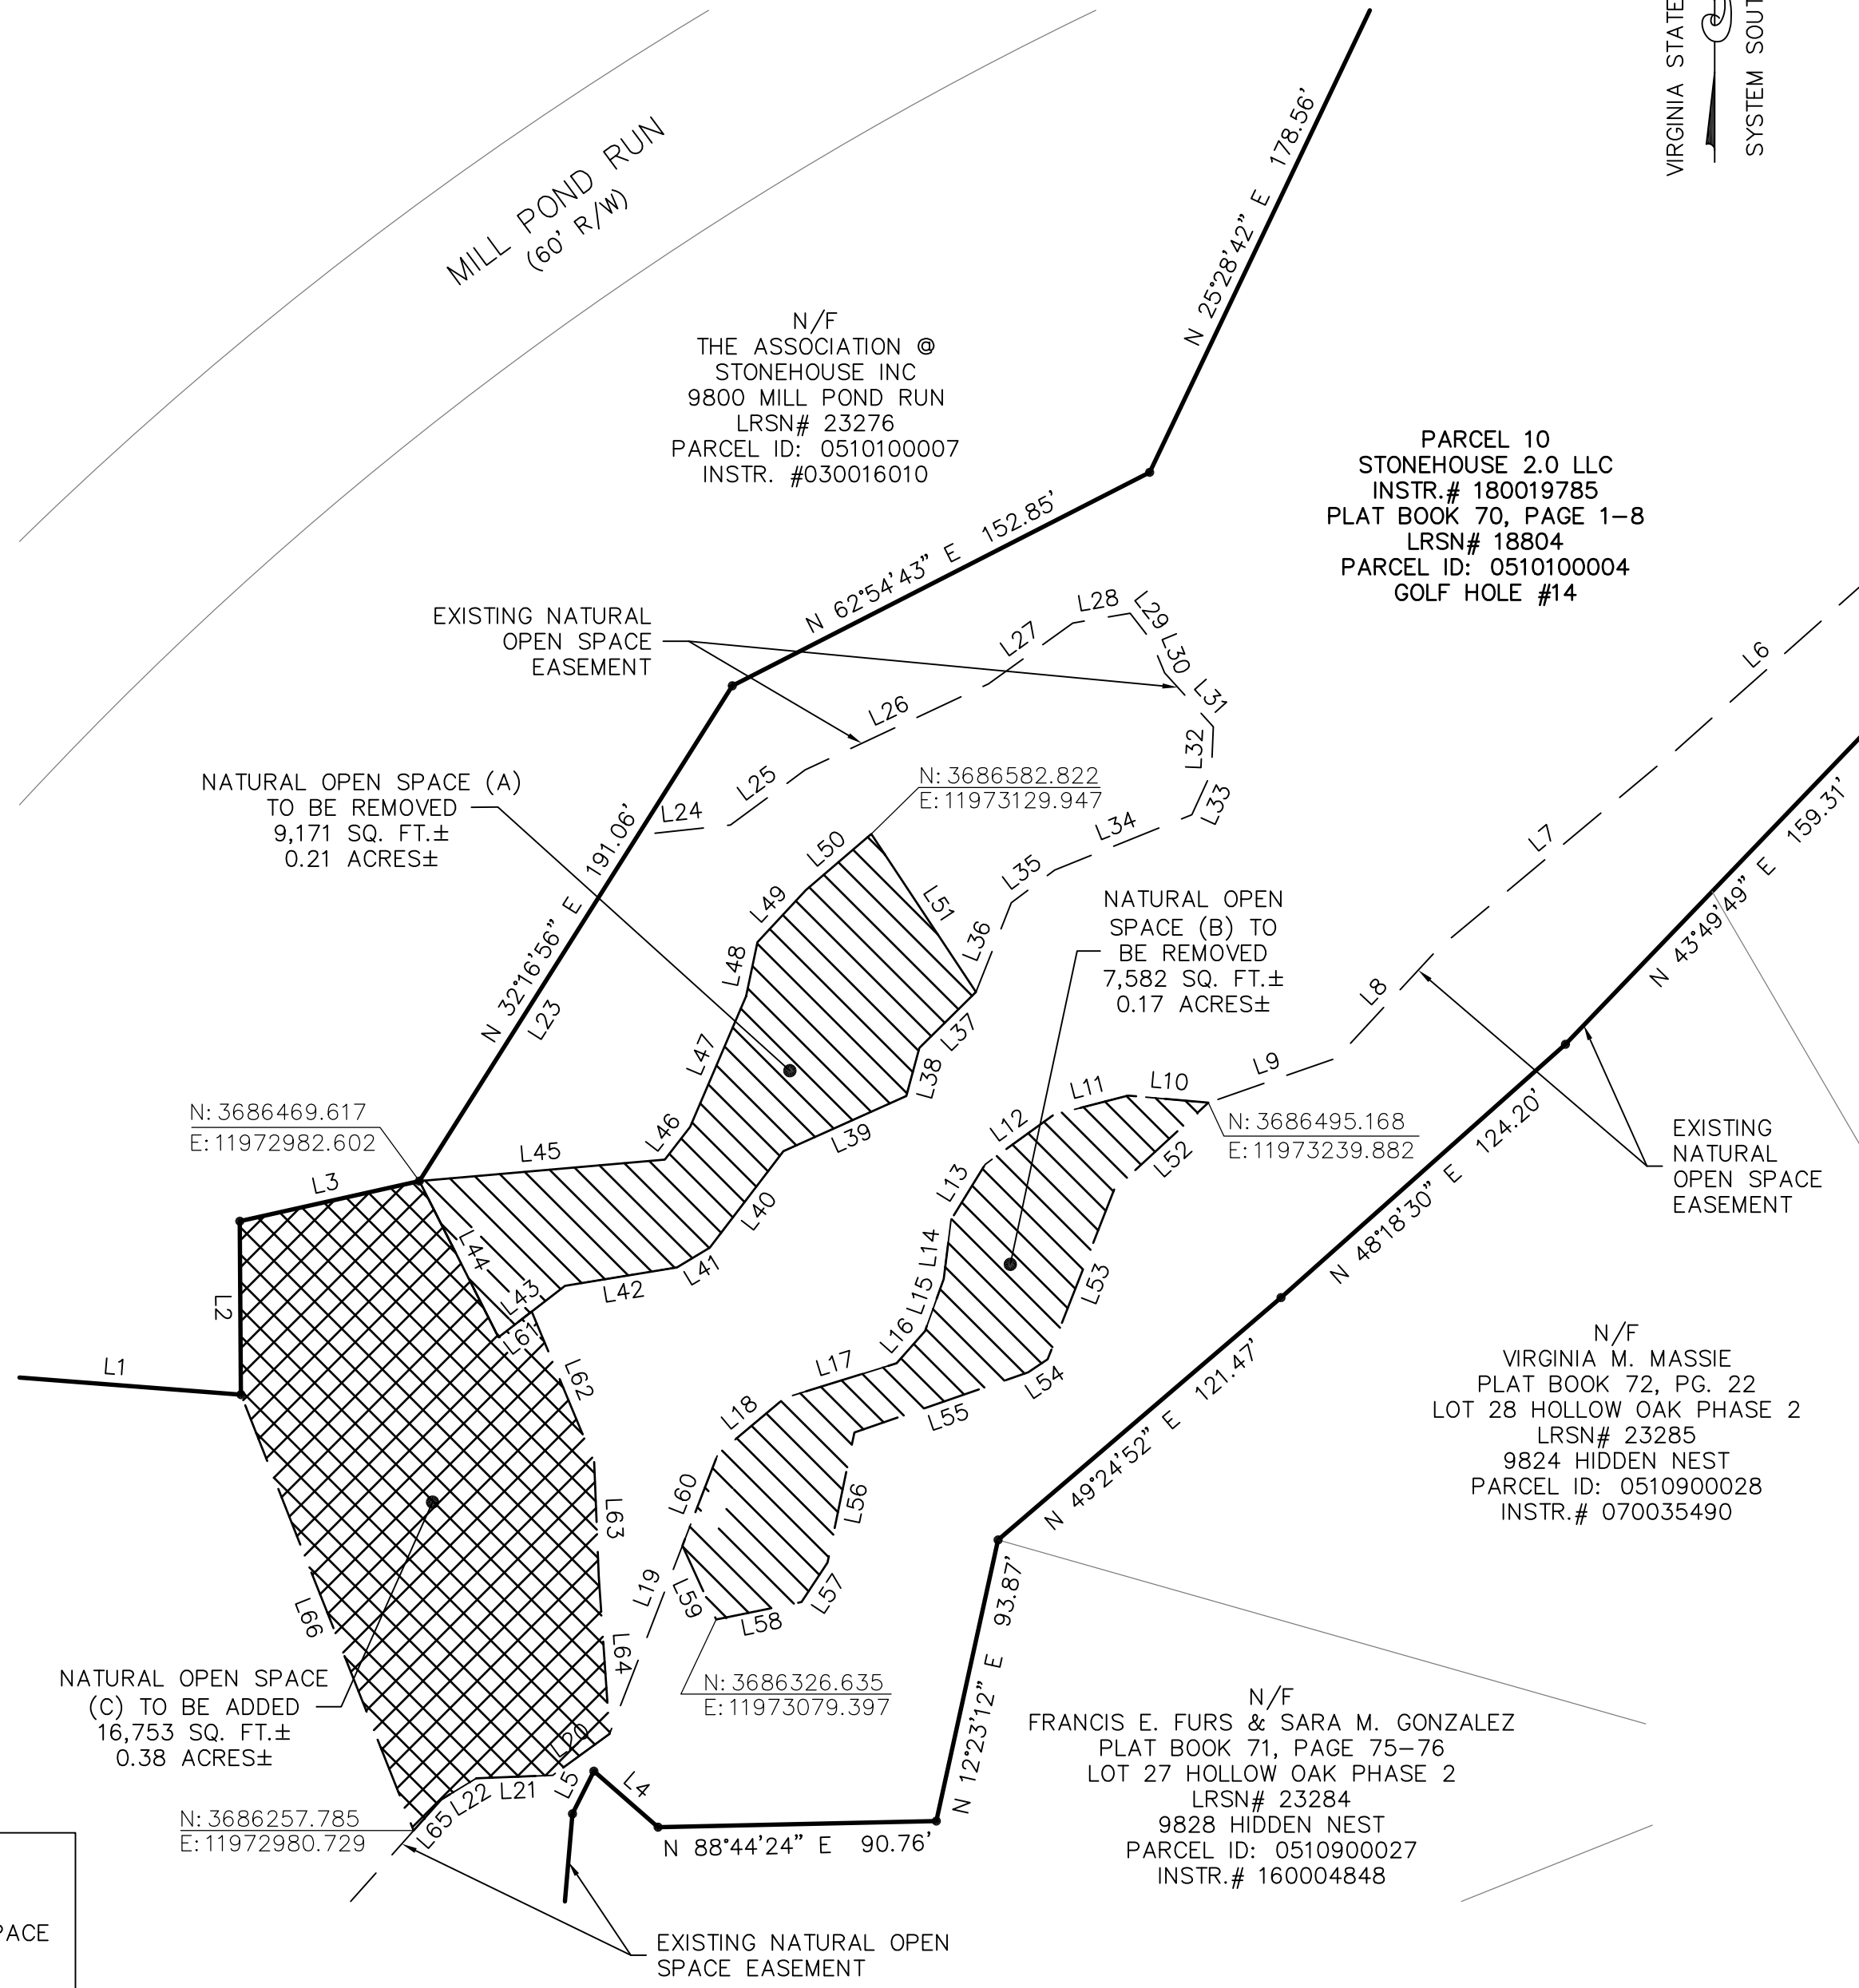 VIRGINIA STATE
SYSTEM SOUT
MILL POND RUN
(60' R/W)
N 25°28'42" E 178.56'
N/F
THE ASSOCIATION @
STONEHOUSE INC
9800 MILL POND RUN
LRSN# 23276
PARCEL ID: 0510100007
INSTR. #030016010
PARCEL 10
STONEHOUSE 2.0 LLC
INSTR.# 180019785
PLAT BOOK 70, PAGE 1-8
LRSN# 18804
PARCEL ID: 0510100004
GOLF HOLE #14
N 62°54'43" E 152.85'
EXISTING NATURAL
OPEN SPACE
EASEMENT
L28
L29
L27
L30
L6
L26
L31
L32
L25
L24
L33
L34
L7
NATURAL OPEN SPACE (A)
TO BE REMOVED
9,171 SQ. FT.±
0.21 ACRES±
N: 3686582.822
E: 11973129.947
N 32°16'56" E 191.06'
L23
L50
L49
L51
L35
L36
L48
L37
L47
L38
L39
L46
L40
NATURAL OPEN
SPACE (B) TO
BE REMOVED
7,582 SQ. FT.±
0.17 ACRES±
N 43°49'49" E 159.31'
L8
L9
L10
L11
L12
L52
L13
N: 3686469.617
E: 11972982.602
L45
L3
N: 3686495.168
E: 11973239.882
EXISTING
NATURAL
OPEN SPACE
EASEMENT
N 48°18'30" E 124.20'
L44
L43
L42
L41
L14
L53
L15
L2
L61
L16
L1
L62
L17
L54
L55
L18
N 49°24'52" E 121.47'
N/F
VIRGINIA M. MASSIE
PLAT BOOK 72, PG. 22
LOT 28 HOLLOW OAK PHASE 2
LRSN# 23285
9824 HIDDEN NEST
PARCEL ID: 0510900028
INSTR.# 070035490
L60
L56
L63
L19
L59
L57
L58
L66
L64
N 12°23'12" E 93.87'
NATURAL OPEN SPACE
(C) TO BE ADDED
16,753 SQ. FT.±
0.38 ACRES±
N: 3686326.635
E: 11973079.397
N/F
FRANCIS E. FURS & SARA M. GONZALEZ
PLAT BOOK 71, PAGE 75-76
LOT 27 HOLLOW OAK PHASE 2
LRSN# 23284
9828 HIDDEN NEST
PARCEL ID: 0510900027
INSTR.# 160004848
L20
L5
L4
L21
L22
L65
N: 3686257.785
E: 11972980.729
N 88°44'24" E 90.76'
EXISTING NATURAL OPEN
SPACE EASEMENT
PACE